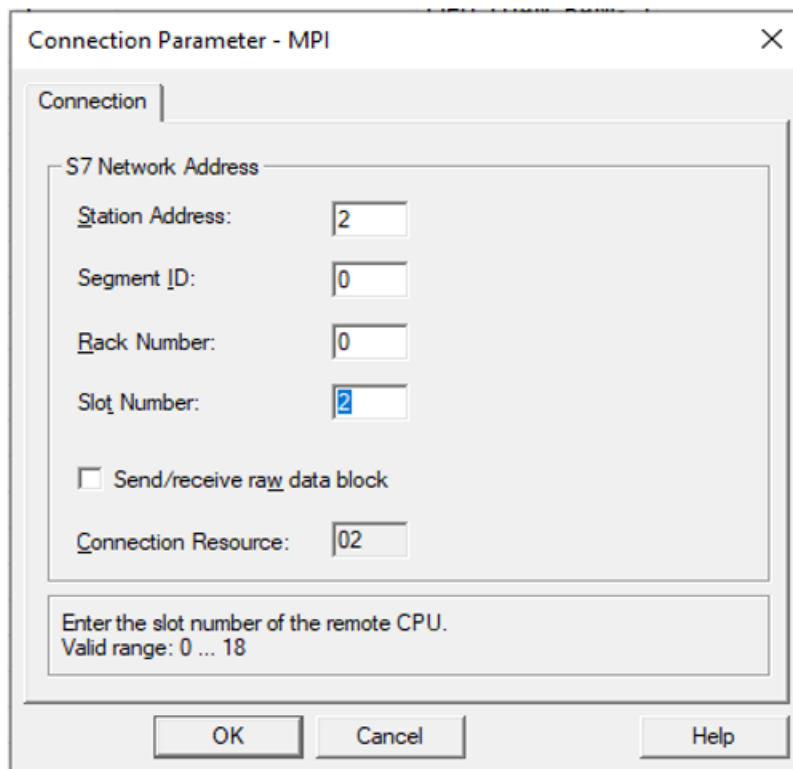 Connection Parameter - MPI
Connection
S7 Network Address
Station Address: 2
Segment ID: 0
Rack Number: 0
Slot Number: 2
Send/receive raw data block
Connection Resource: 02
Enter the slot number of the remote CPU.
Valid range: 0 ... 18
OK Cancel Help